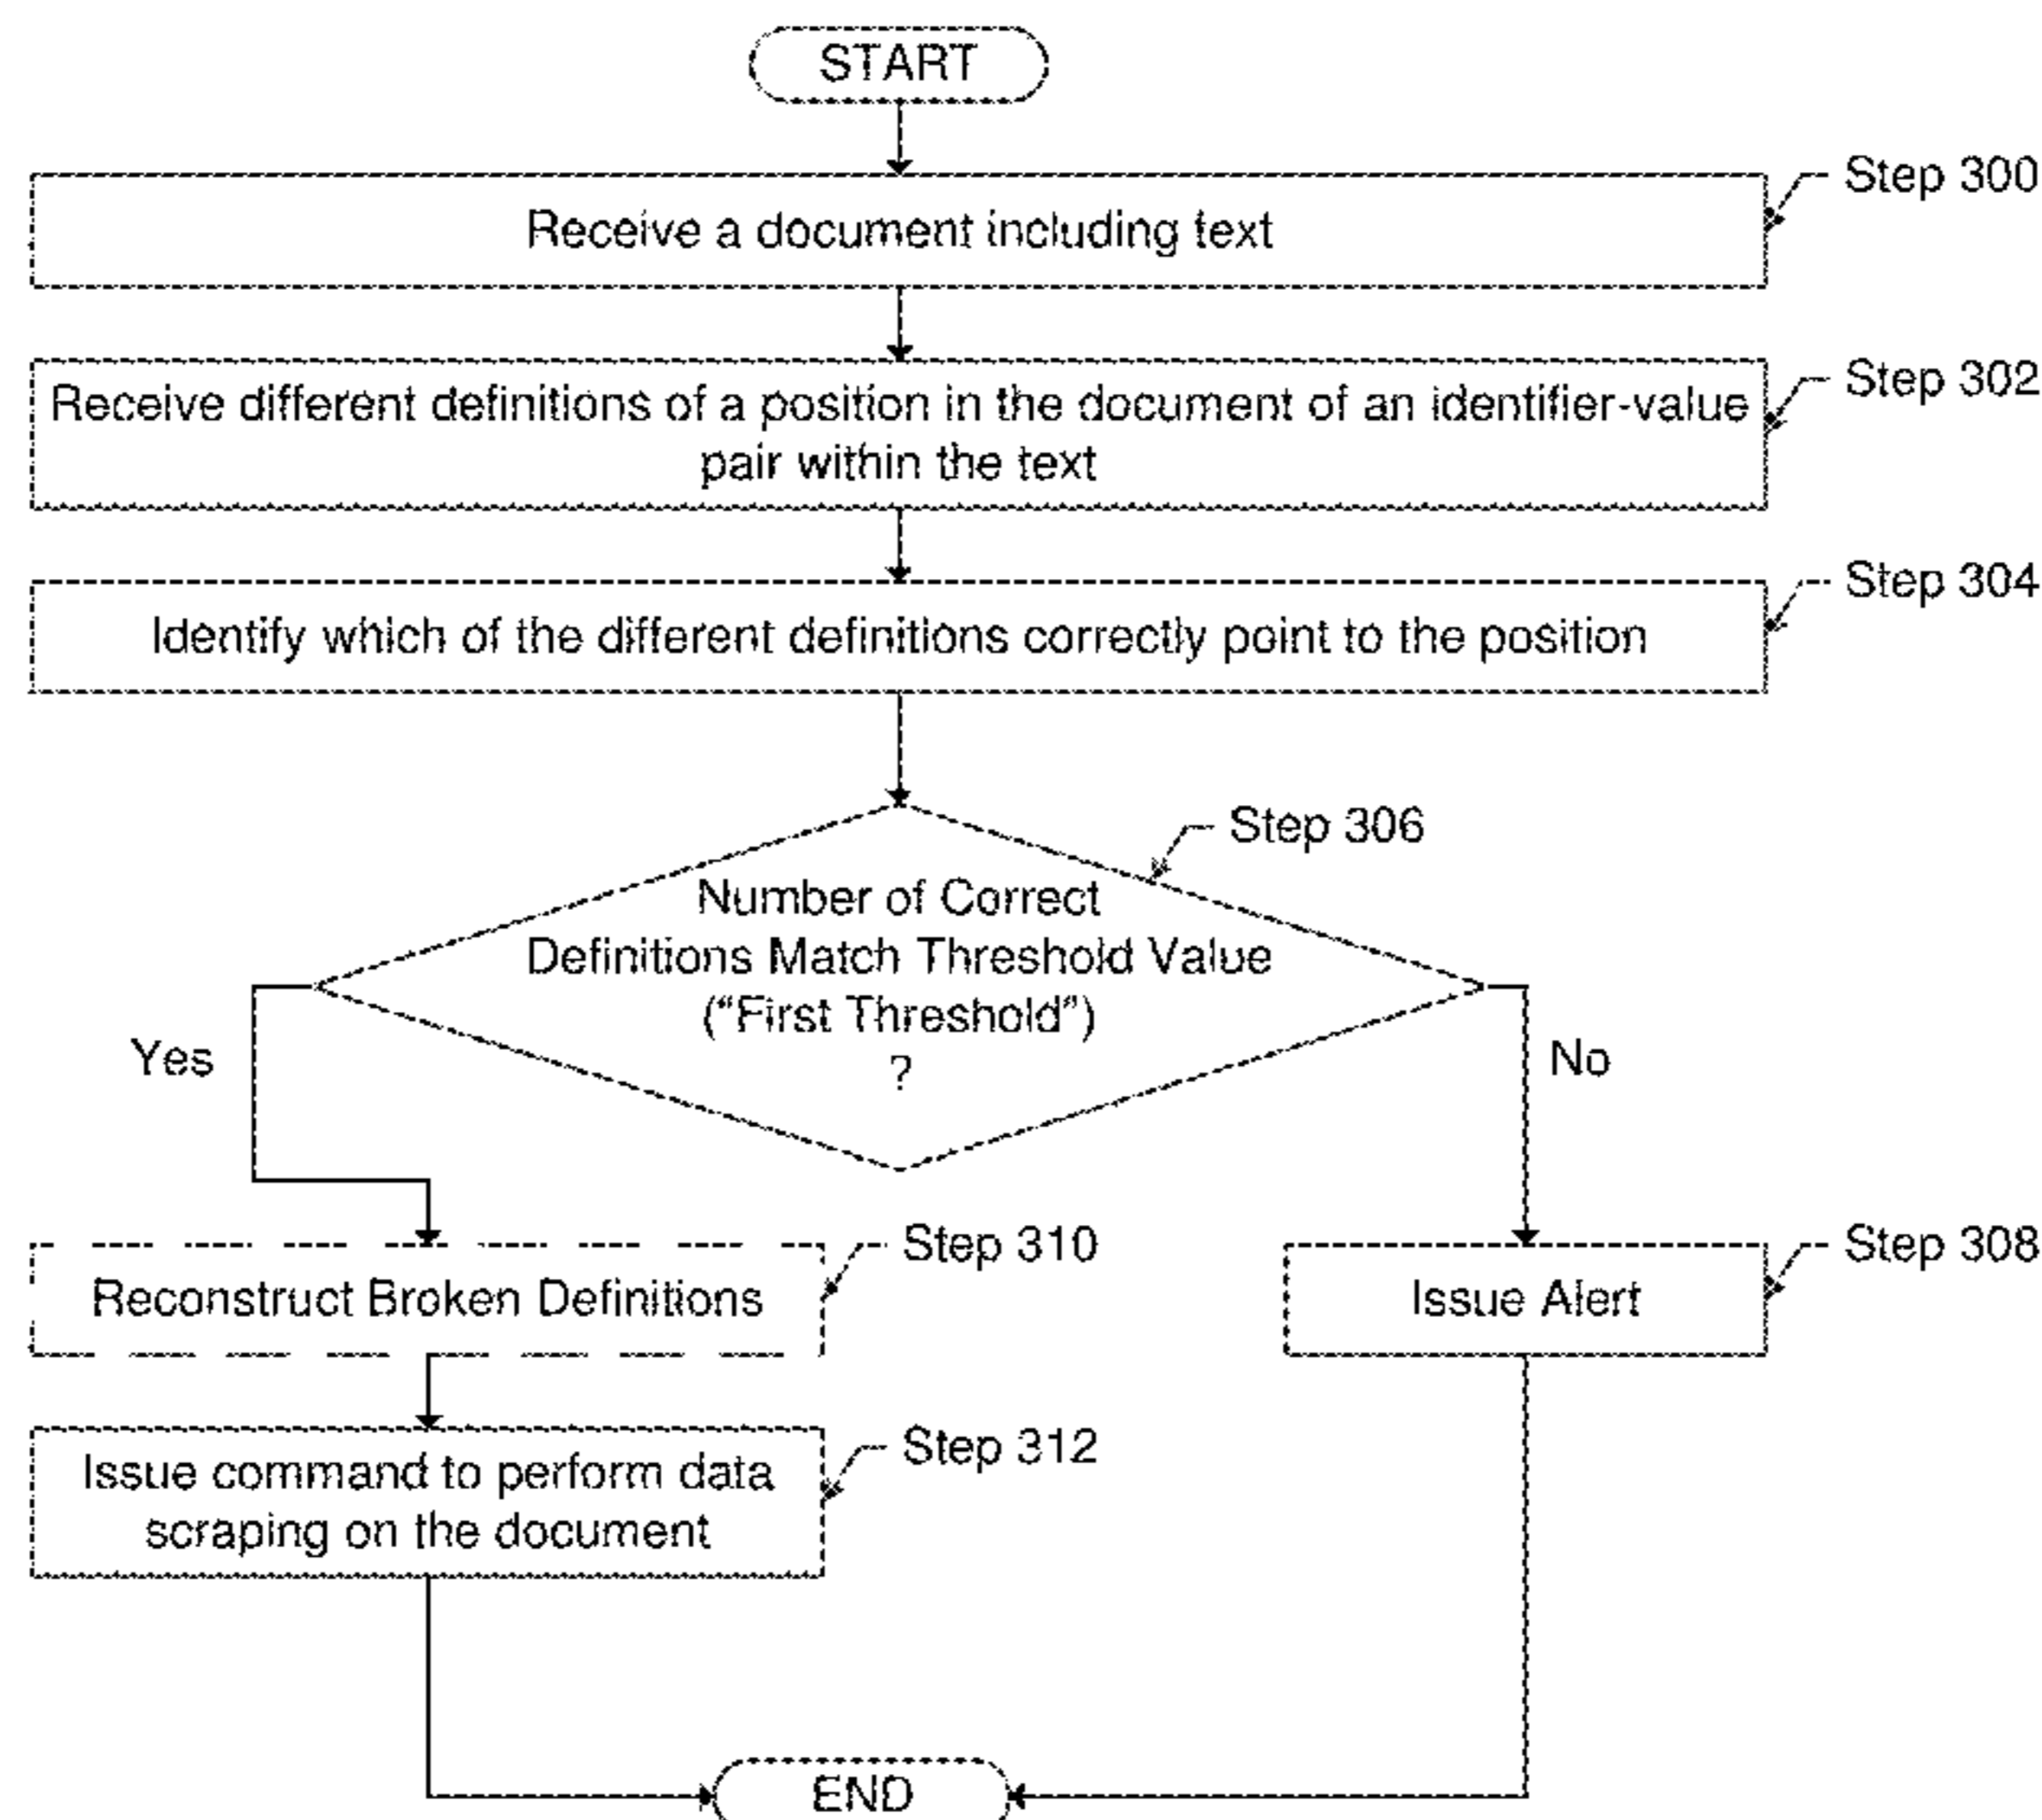 START
Step 300
Receive a document including text
Step 302
Receive different definitions of a position in the document of an identifier-value
pair within the text
Step 304
Identify which of the different definitions correctly point to the position
Step 306
Number of Correct
Definitions Match Threshold Value
("First Threshold")
?
Yes
No
Step 310
Reconstruct Broken Definitions
Step 308
Issue Alert
Step 312
Issue command to perform data
scraping on the document
END